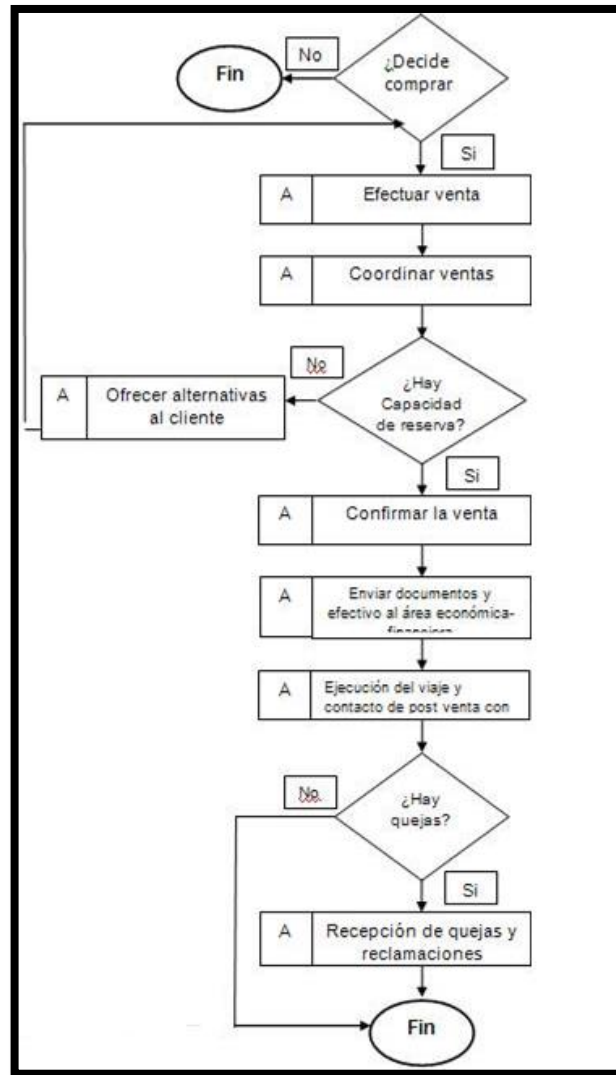 ¿Decide
comprar
No
Fin
Si
A
Efectuar venta
A
Coordinar ventas
¿Hay
Capacidad
de reserva?
No
A
Ofrecer alternativas
al cliente
Si
A
Confirmar la venta
A
Enviar documentos y
efectivo al área económica-
financiera
A
Ejecución del viaje y
contacto de post venta con
¿Hay
quejas?
No
Si
A
Recepción de quejas y
reclamaciones
Fin